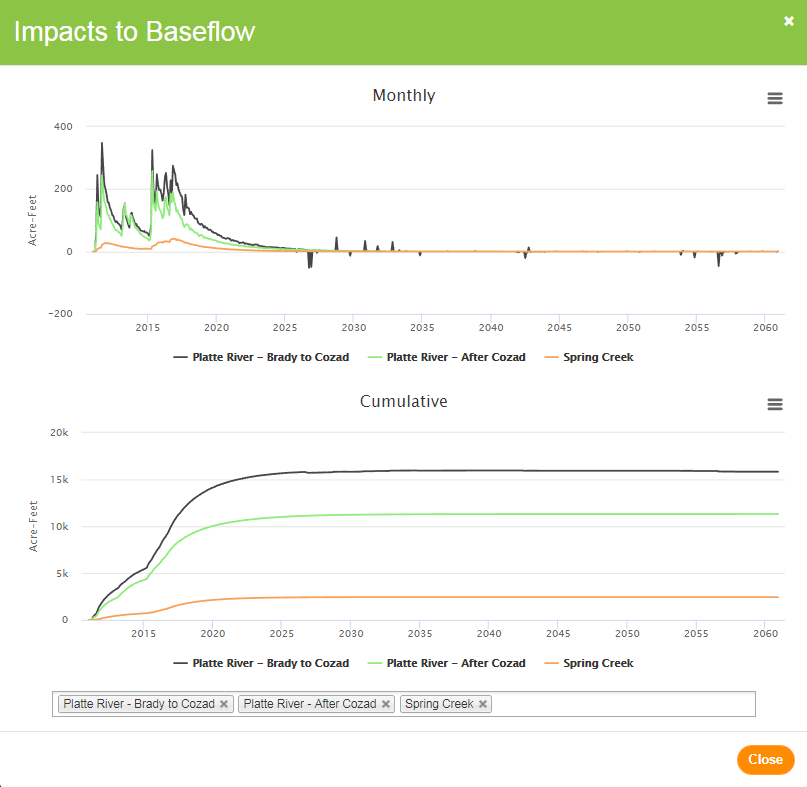 Impacts to Baseflow
Monthly
400
200
0
−200
Acre-Feet
2015 2020 2025 2030 2035 2040 2045 2050 2055 2060
Platte River – Brady to Cozad Platte River – After Cozad Spring Creek
Cumulative
20k
15k
10k
5k
0
Acre-Feet
2015 2020 2025 2030 2035 2040 2045 2050 2055 2060
Platte River – Brady to Cozad Platte River – After Cozad Spring Creek
Platte River - Brady to Cozad Platte River - After Cozad Spring Creek
Close